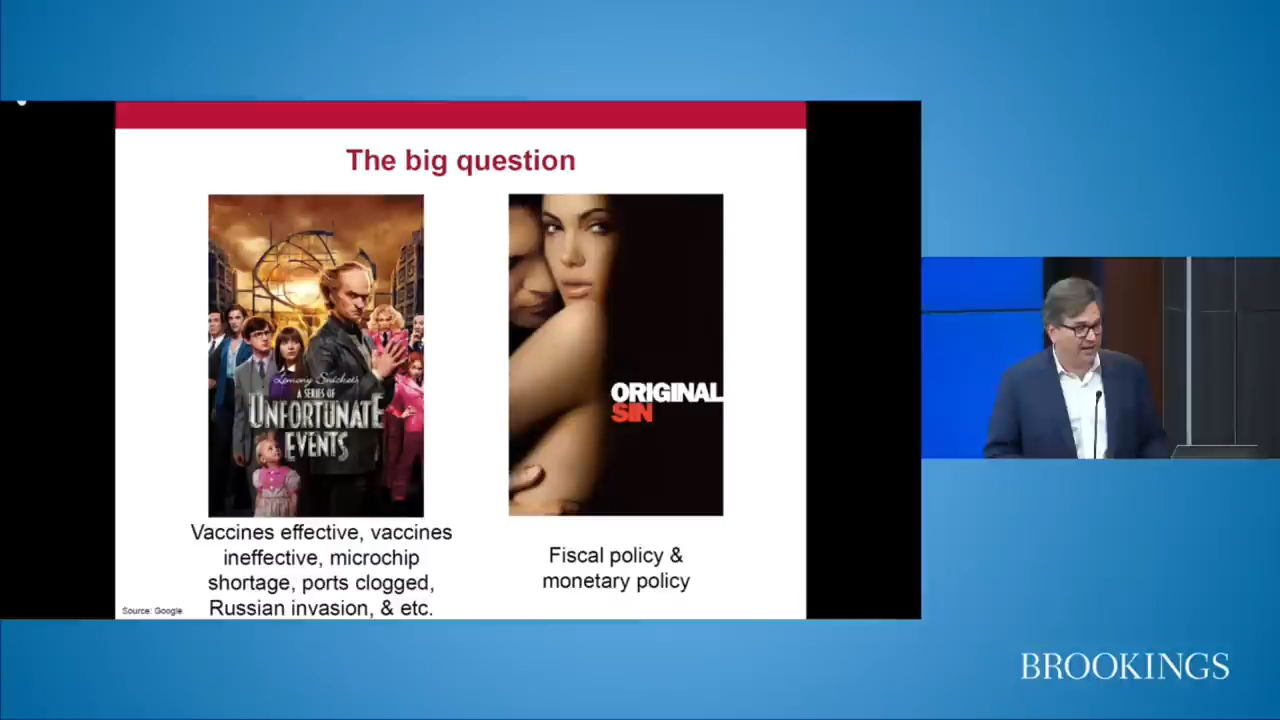 The big question
Lemony Snicket's
A SERIES OF
UNFORTUNATE
EVENTS
ORIGINAL
SIN
Vaccines effective, vaccines
ineffective, microchip
shortage, ports clogged,
Russian invasion, & etc.
Fiscal policy &
monetary policy
Source: Google
BROOKINGS